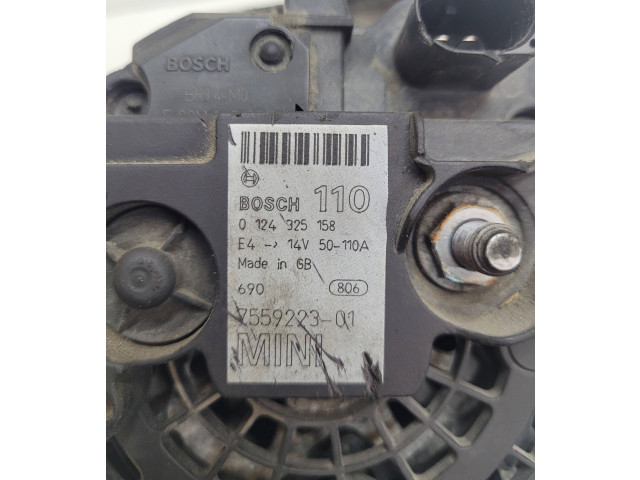 BOSCH
BOSCH 110
0 124 325 158
E4 -> 14V 50-110A
Made in GB
690 806
7559223-01
MINI